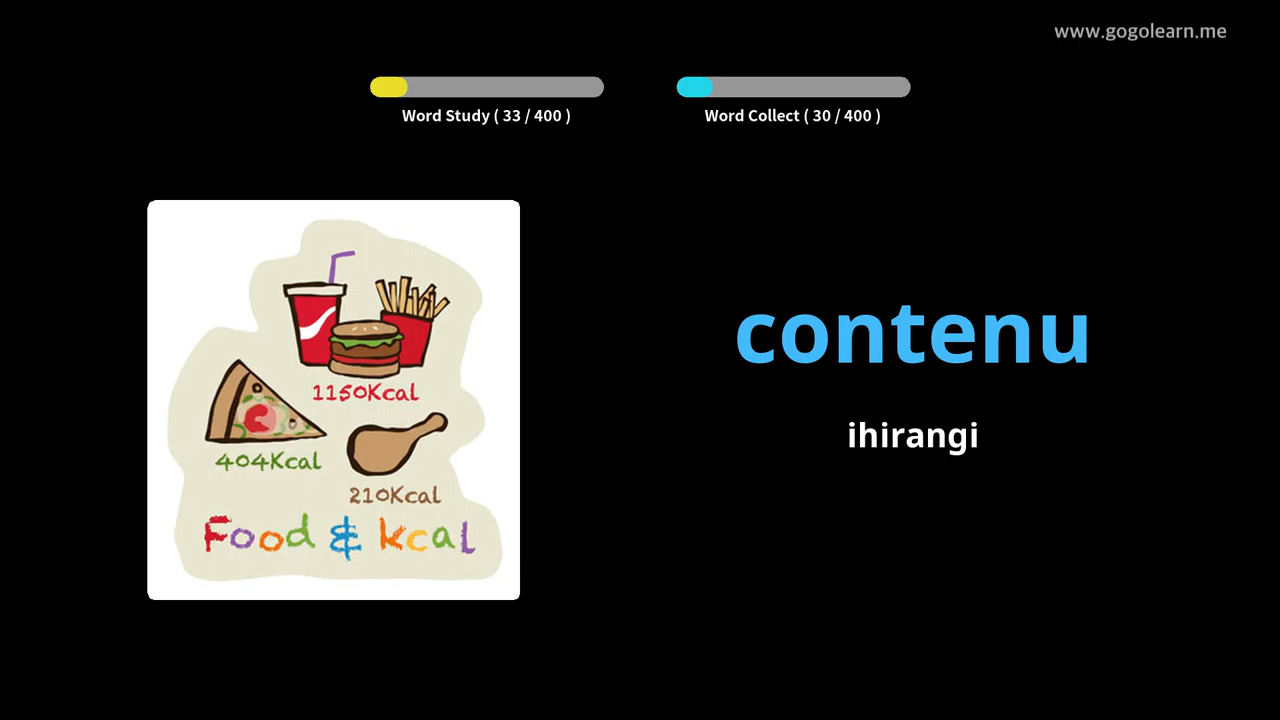 www.gogolearn.me
Word Study ( 33 / 400 )
Word Collect ( 30 / 400 )
1150Kcal
404Kcal
210Kcal
Food & kcal
contenu
ihirangi